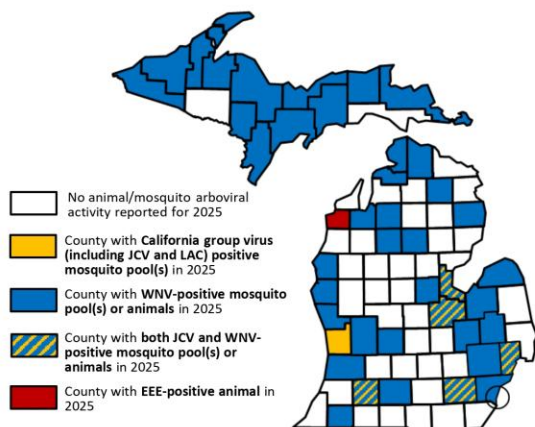 No animal/mosquito arboviral
activity reported for 2025
County with California group virus
(including JCV and LAC) positive
mosquito pool(s) in 2025
County with WNV-positive mosquito
pool(s) or animals in 2025
County with both JCV and WNV-
positive mosquito pool(s) or
animals in 2025
County with EEE-positive animal in
2025